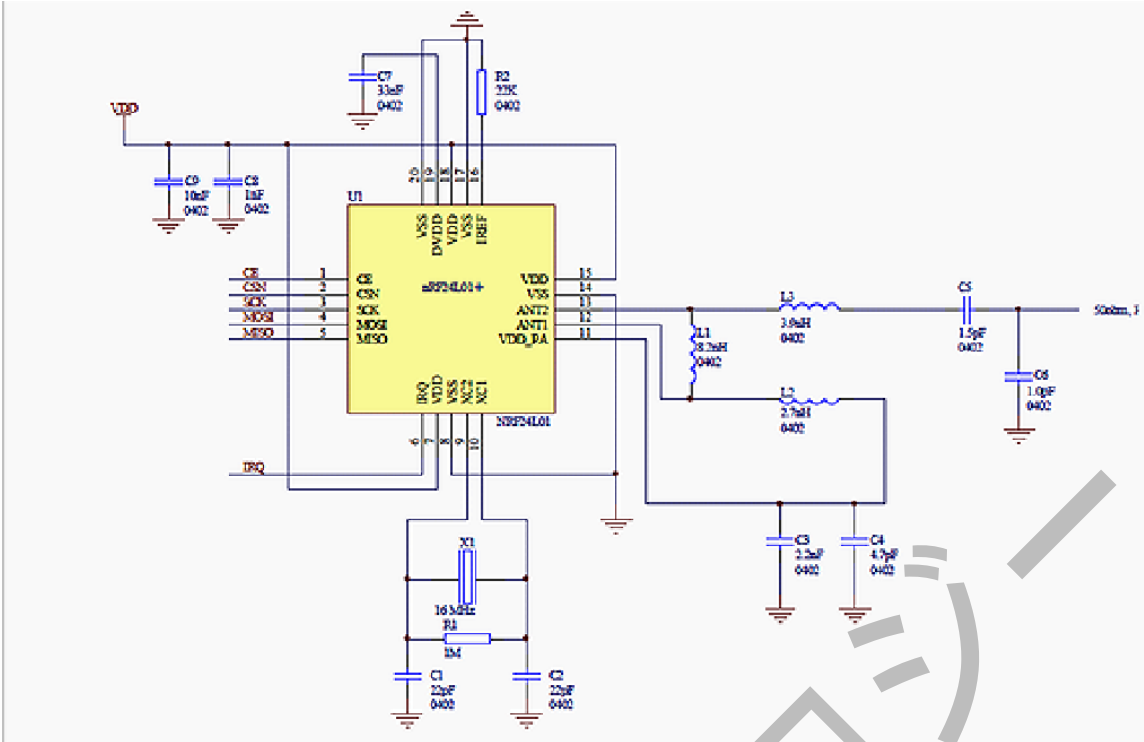 C7
33nF
0402
R2
22K
0402
VDD
C9
10nF
0402
C8
1nF
0402
20
19
18
17
16
U1
VSS
DVDD
VDD
VSS
IREF
nRF24L01+
CE
1
CE
CSN
2
CSN
SCK
3
SCK
MOSI
4
MOSI
MISO
5
MISO
VDD
15
VSS
14
ANT2
13
ANT1
12
VDD_PA
11
L3
3.9nH
0402
C5
1.5pF
0402
50ohm,
L1
8.2nH
0402
L2
2.7nH
0402
C6
1.0pF
0402
IRQ
VDD
VSS
XC2
XC1
NRF24L01
6
7
8
9
10
IRQ
C3
2.2nF
0402
C4
4.7pF
0402
X1
16 MHz
R1
1M
C1
22pF
0402
C2
22pF
0402